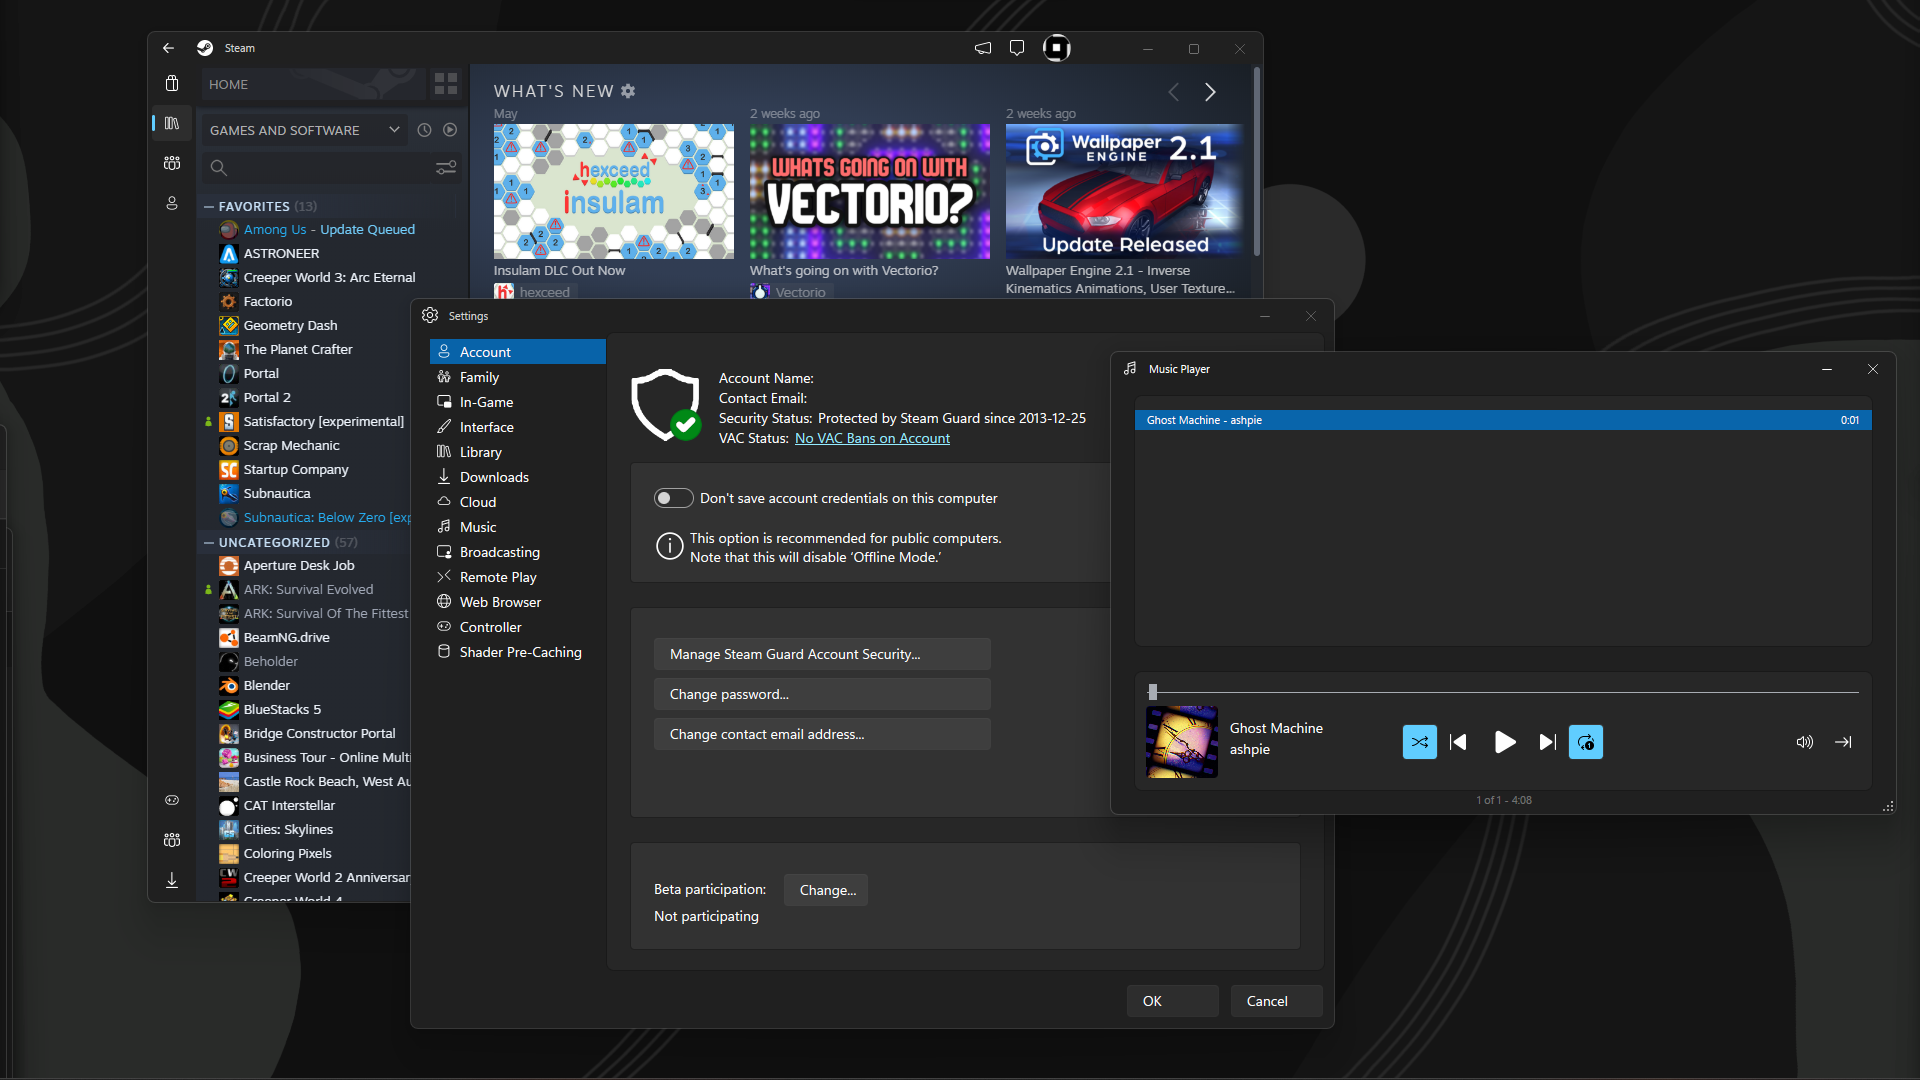 Steam
HOME
GAMES AND SOFTWARE
FAVORITES (13)
Among Us - Update Queued
ASTRONEER
Creeper World 3: Arc Eternal
Factorio
Geometry Dash
The Planet Crafter
Portal
Portal 2
Satisfactory [experimental]
Scrap Mechanic
Startup Company
Subnautica
Subnautica: Below Zero [exp
UNCATEGORIZED (57)
Aperture Desk Job
ARK: Survival Evolved
ARK: Survival Of The Fittest
BeamNG.drive
Beholder
Blender
BlueStacks 5
Bridge Constructor Portal
Business Tour - Online Multi
Castle Rock Beach, West Au
CAT Interstellar
Cities: Skylines
Coloring Pixels
Creeper World 2 Anniversar
Creeper World 4
WHAT'S NEW
May
hexceed
insulam
Insulam DLC Out Now
hexceed
2 weeks ago
WHATS GOING ON WITH
VECTORIO?
What's going on with Vectorio?
Vectorio
2 weeks ago
Wallpaper
ENGINE 2.1
Update Released
Wallpaper Engine 2.1 - Inverse
Kinematics Animations, User Texture...
Settings
Account
Family
In-Game
Interface
Library
Downloads
Cloud
Music
Broadcasting
Remote Play
Web Browser
Controller
Shader Pre-Caching
Account Name:
Contact Email:
Security Status: Protected by Steam Guard since 2013-12-25
VAC Status: No VAC Bans on Account
Don't save account credentials on this computer
This option is recommended for public computers.
Note that this will disable ‘Offline Mode.’
Manage Steam Guard Account Security...
Change password...
Change contact email address...
Beta participation: Change...
Not participating
OK
Cancel
Music Player
Ghost Machine - ashpie 0:01
Ghost Machine
ashpie
1 of 1 - 4:08